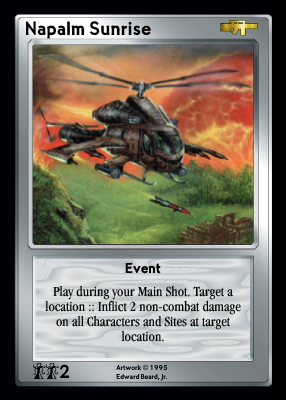 Napalm Sunrise
Event
Play during your Main Shot. Target a
location :: Inflict 2 non-combat damage
on all Characters and Sites at target
location.
2
Artwork © 1995
Edward Beard, Jr.